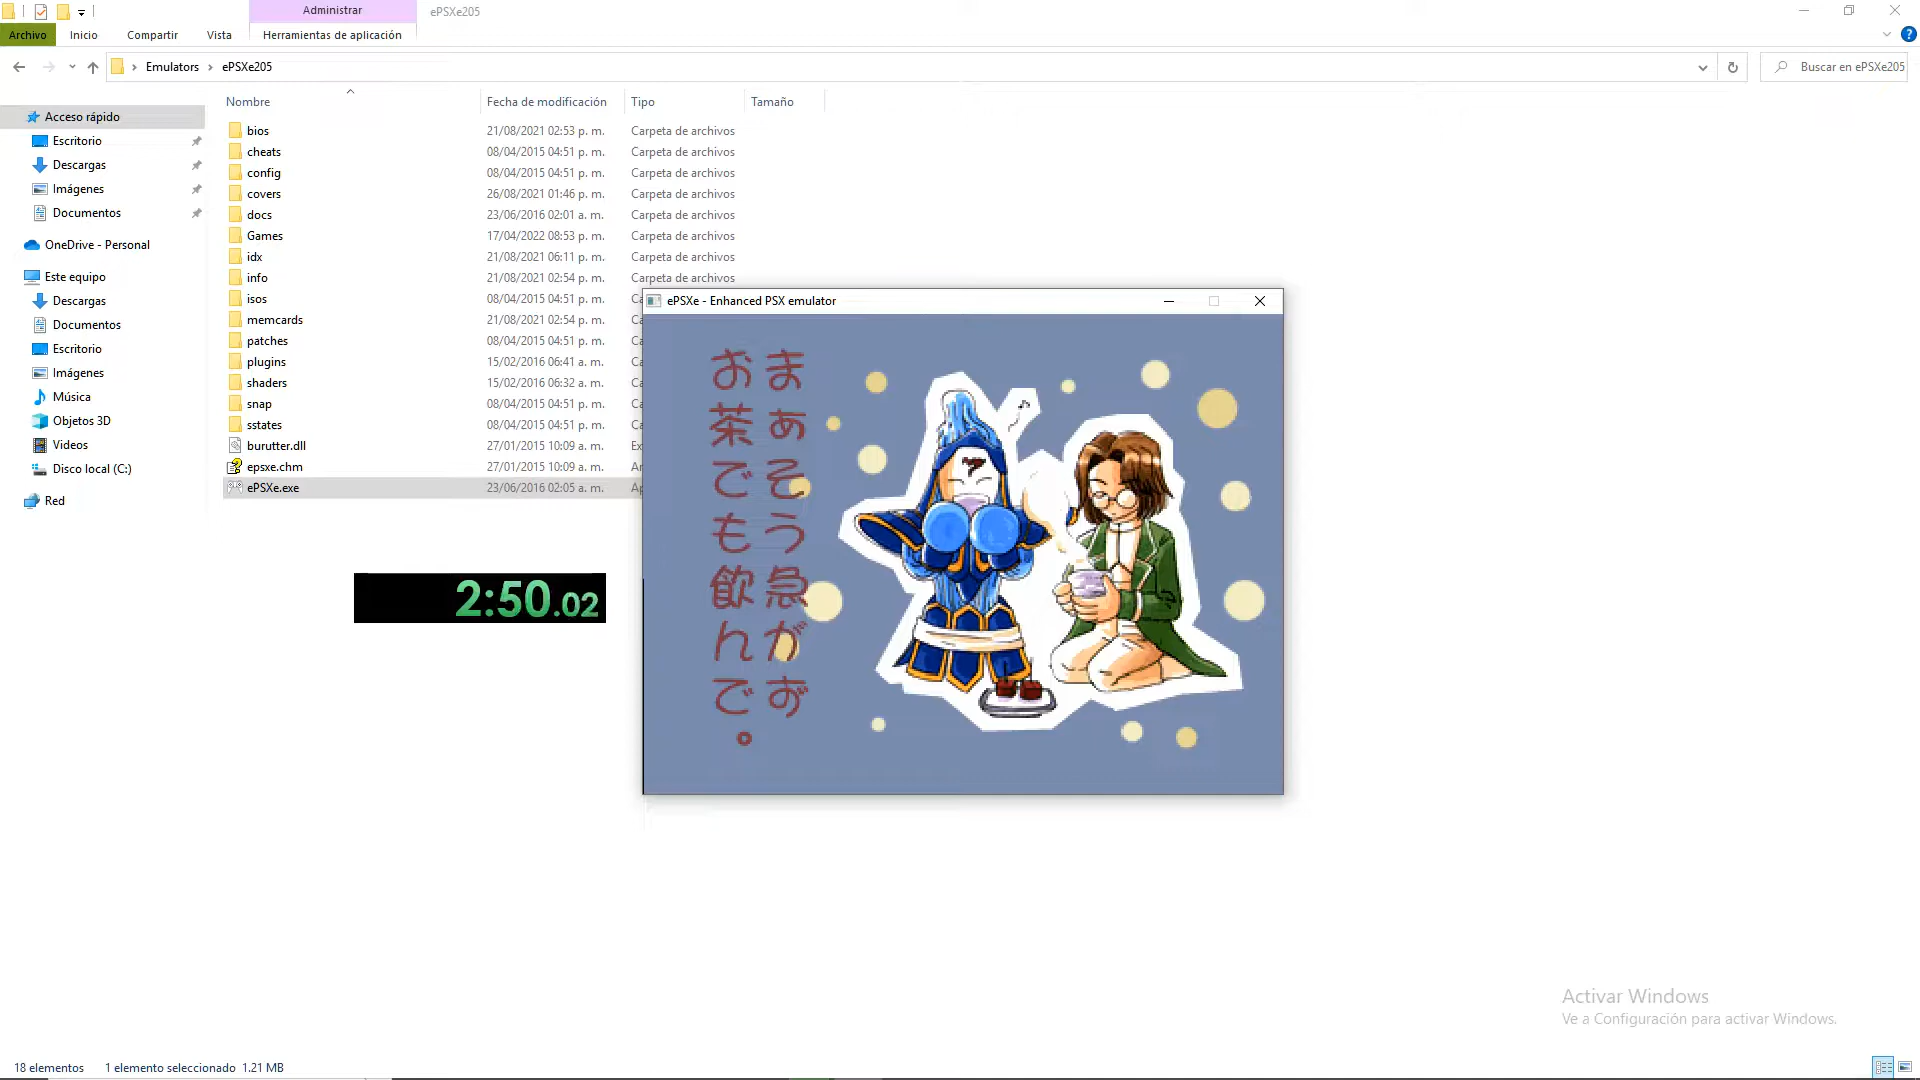 Administrar
ePSXe205
Archivo
Inicio
Compartir
Vista
Herramientas de aplicación
Emulators
ePSXe205
Buscar en ePSXe205
Nombre
Fecha de modificación
Tipo
Tamaño
Acceso rápido
Escritorio
Descargas
Imágenes
Documentos
OneDrive - Personal
Este equipo
Descargas
Documentos
Escritorio
Imágenes
Música
Objetos 3D
Videos
Disco local (C:)
Red
bios 21/08/2021 02:53 p. m. Carpeta de archivos
cheats 08/04/2015 04:51 p. m. Carpeta de archivos
config 08/04/2015 04:51 p. m. Carpeta de archivos
covers 26/08/2021 01:46 p. m. Carpeta de archivos
docs 23/06/2016 02:01 a. m. Carpeta de archivos
Games 17/04/2022 08:53 p. m. Carpeta de archivos
idx 21/08/2021 06:11 p. m. Carpeta de archivos
info 21/08/2021 02:54 p. m. Carpeta de archivos
isos 08/04/2015 04:51 p. m.
memcards 21/08/2021 02:54 p. m.
patches 08/04/2015 04:51 p. m.
plugins 15/02/2016 06:41 a. m.
shaders 15/02/2016 06:32 a. m.
snap 08/04/2015 04:51 p. m.
sstates 08/04/2015 04:51 p. m.
burutter.dll 27/01/2015 10:09 a. m.
epsxe.chm 27/01/2015 10:09 a. m.
ePSXe.exe 23/06/2016 02:05 a. m.
2:50.02
ePSXe - Enhanced PSX emulator
まぁそう急がず
お茶でも飲んで。
Activar Windows
Ve a Configuración para activar Windows.
18 elementos
1 elemento seleccionado 1.21 MB